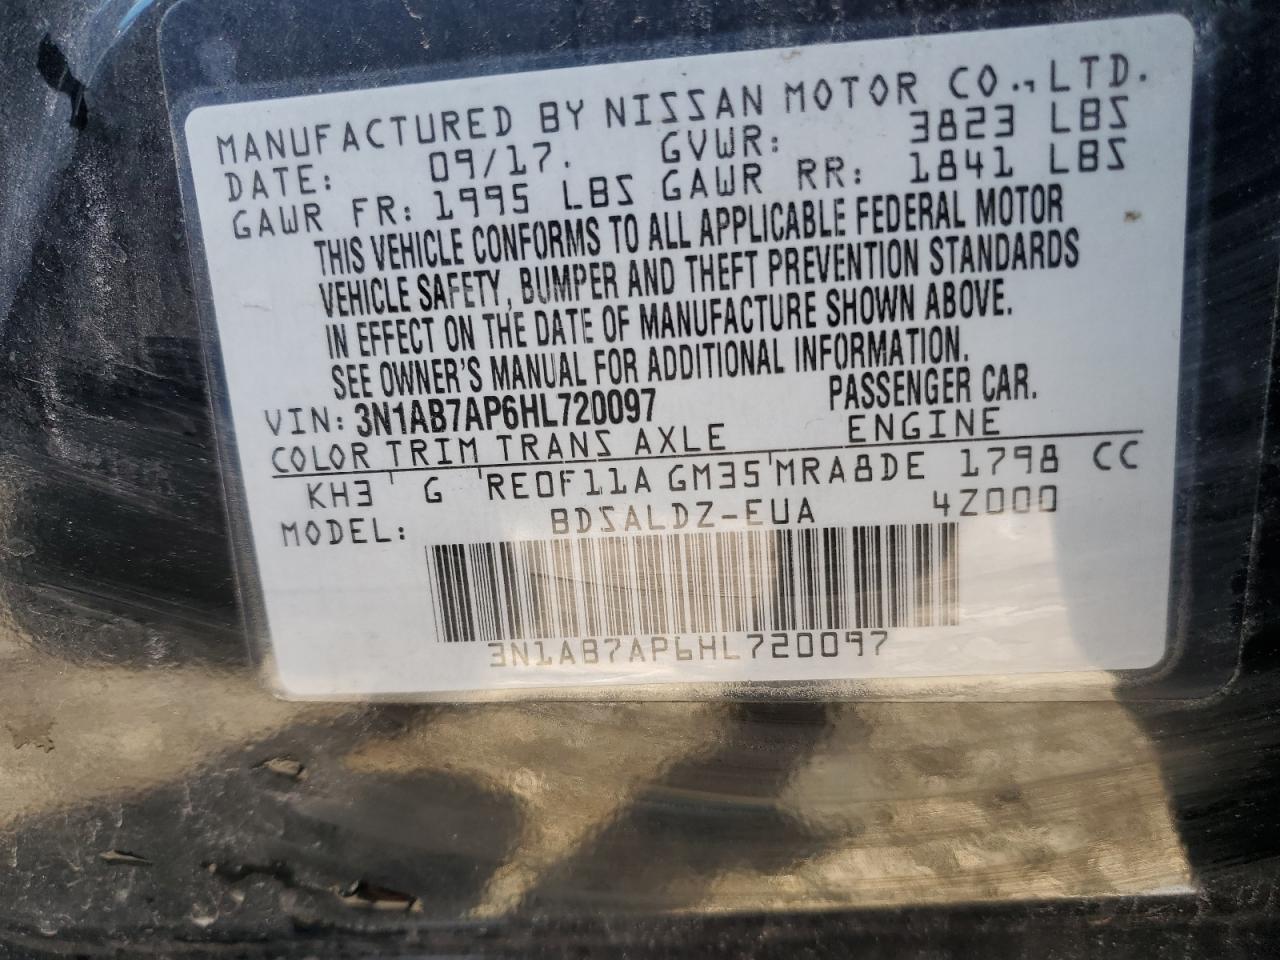 MANUFACTURED BY NISSAN MOTOR CO.,LTD.
DATE: 09/17. GVWR: 3823 LBS
GAWR FR: 1995 LBS GAWR RR: 1841 LBS
THIS VEHICLE CONFORMS TO ALL APPLICABLE FEDERAL MOTOR
VEHICLE SAFETY, BUMPER AND THEFT PREVENTION STANDARDS
IN EFFECT ON THE DATE OF MANUFACTURE SHOWN ABOVE.
SEE OWNER'S MANUAL FOR ADDITIONAL INFORMATION.
VIN: 3N1AB7AP6HL720097 PASSENGER CAR.
COLOR TRIM TRANS AXLE ENGINE
KH3 G RE0F11A GM35 MRA8DE 1798 CC
MODEL: BDSALDZ-EUA 4Z000
3N1AB7AP6HL720097